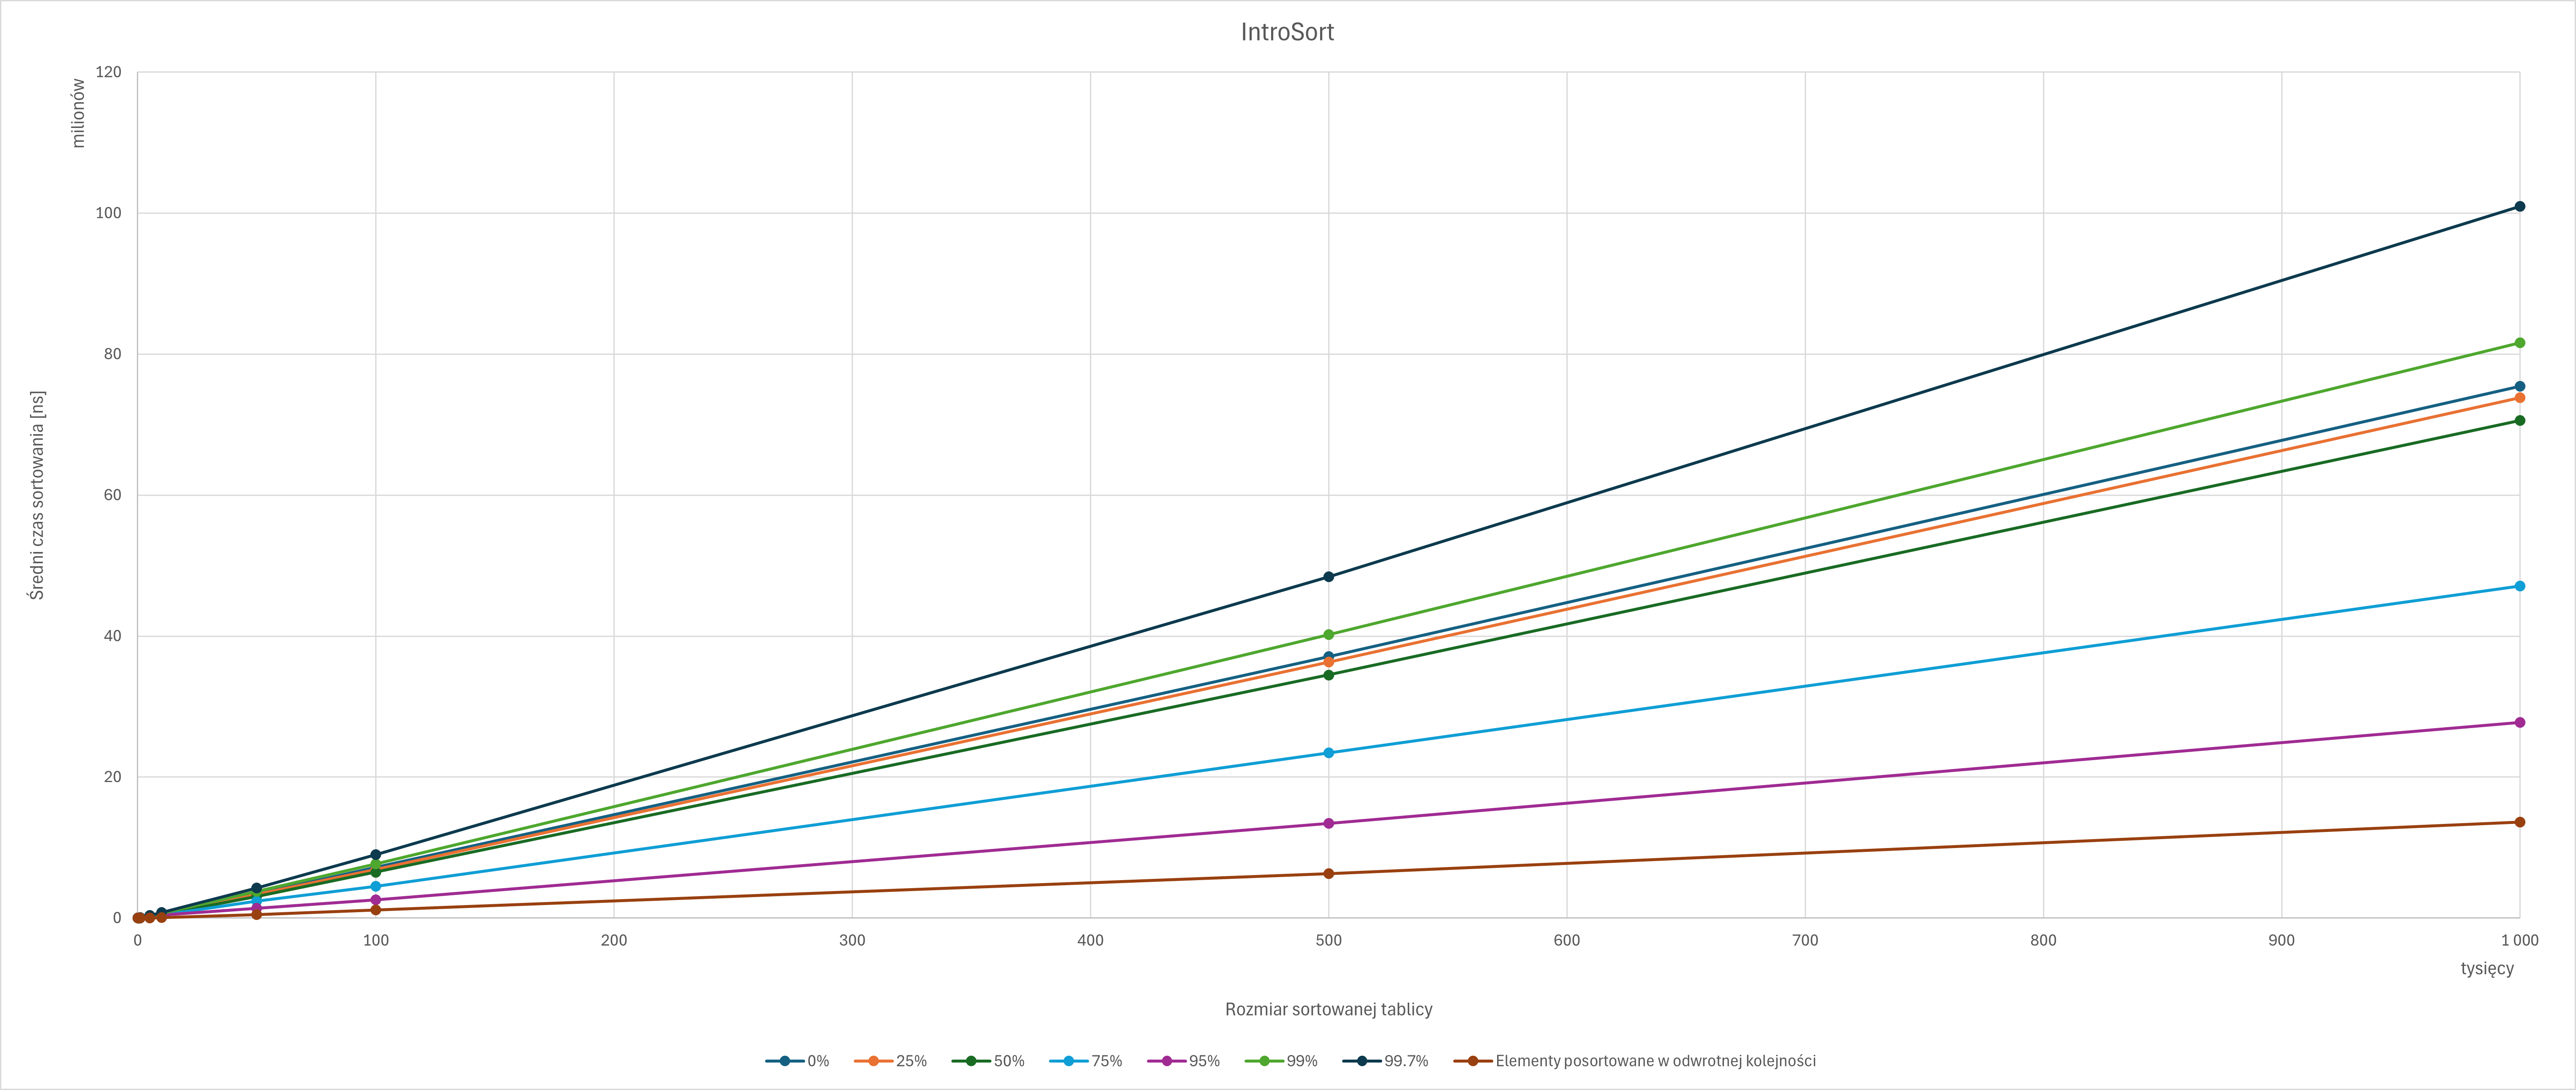 IntroSort
milionów
120
100
80
60
40
20
0
Średni czas sortowania [ns]
0 100 200 300 400 500 600 700 800 900 1 000
tysięcy
Rozmiar sortowanej tablicy
0% 25% 50% 75% 95% 99% 99.7% Elementy posortowane w odwrotnej kolejności